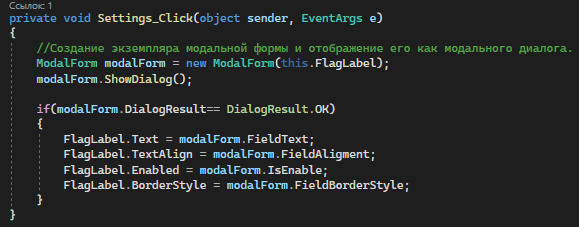 Ссылок: 1
private void Settings_Click(object sender, EventArgs e)
{
//Создание экземпляра модальной формы и отображение его как модального диалога.
ModalForm modalForm = new ModalForm(this.FlagLabel);
modalForm.ShowDialog();
if(modalForm.DialogResult== DialogResult.OK)
{
FlagLabel.Text = modalForm.FieldText;
FlagLabel.TextAlign = modalForm.FieldAligment;
FlagLabel.Enabled = modalForm.IsEnable;
FlagLabel.BorderStyle = modalForm.FieldBorderStyle;
}
}